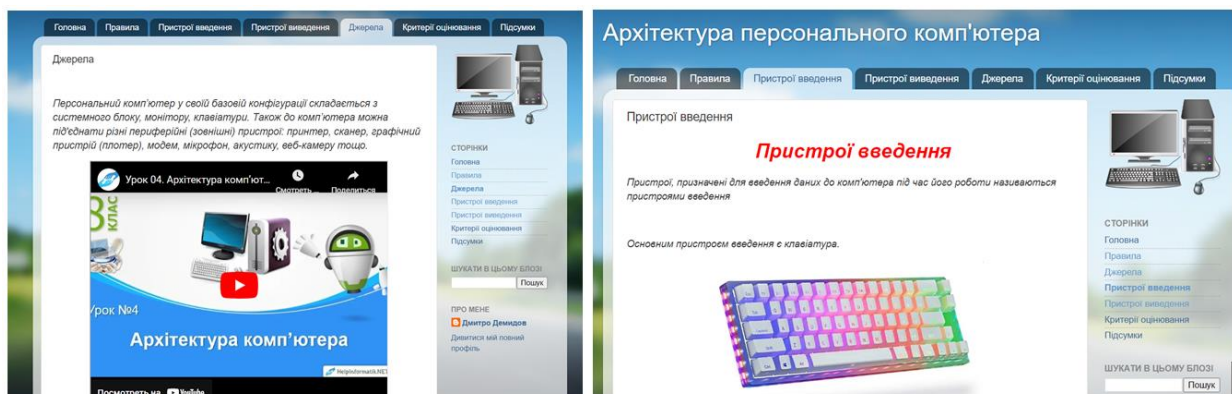 Головна Правила Пристрої введення Пристрої виведення Джерела Критерії оцінювання Підсумки
Джерела
Персональний комп'ютер у своїй базовій конфігурації складається з
системного блоку, монітору, клавіатури. Також до комп'ютера можна
під'єднати різні периферійні (зовнішні) пристрої: принтер, сканер, графічний
пристрій (плотер), модем, мікрофон, акустику, веб-камеру тощо.
Урок 04. Архітектура комп'ют...
Смотреть ...
Поделиться
8
КЛАС
Урок №4
Архітектура комп'ютера
Helpinformatik.NET
Посмотреть на YouTube
СТОРІНКИ
Головна
Правила
Джерела
Пристрої введення
Пристрої виведення
Критерії оцінювання
Підсумки
ШУКАТИ В ЦЬОМУ БЛОЗІ
Пошук
ПРО МЕНЕ
Дмитро Демидов
Дивитися мій повний
профіль
Архітектура персонального комп'ютера
Головна Правила Пристрої введення Пристрої виведення Джерела Критерії оцінювання Підсумки
Пристрої введення
Пристрої введення
Пристрої, призначені для введення даних до комп'ютера під час його роботи називаються
пристроями введення
Основним пристроєм введення є клавіатура.
СТОРІНКИ
Головна
Правила
Джерела
Пристрої введення
Пристрої виведення
Критерії оцінювання
Підсумки
ШУКАТИ В ЦЬОМУ БЛОЗІ
Пошук